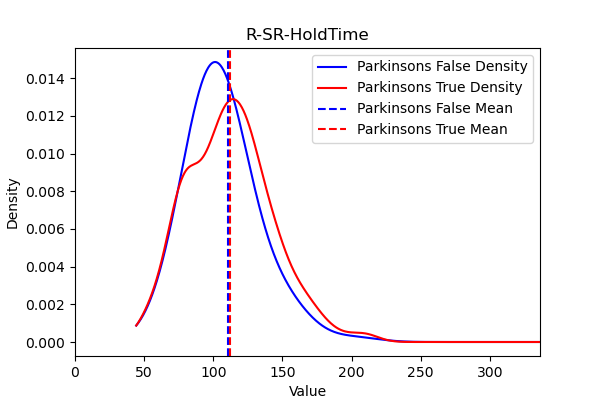 R-SR-HoldTime
Parkinsons False Density
Parkinsons True Density
Parkinsons False Mean
Parkinsons True Mean
Density
0.014
0.012
0.010
0.008
0.006
0.004
0.002
0.000
0 50 100 150 200 250 300
Value